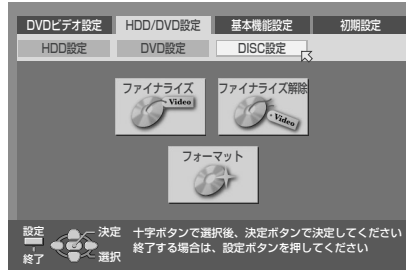 DVDビデオ設定 HDD/DVD設定 基本機能設定 初期設定
HDD設定 DVD設定 DISC設定
ファイナライズ ファイナライズ解除
Video Video
フォーマット
設定 決定 十字ボタンで選択後、決定ボタンで決定してください
終了 選択 終了する場合は、設定ボタンを押してください